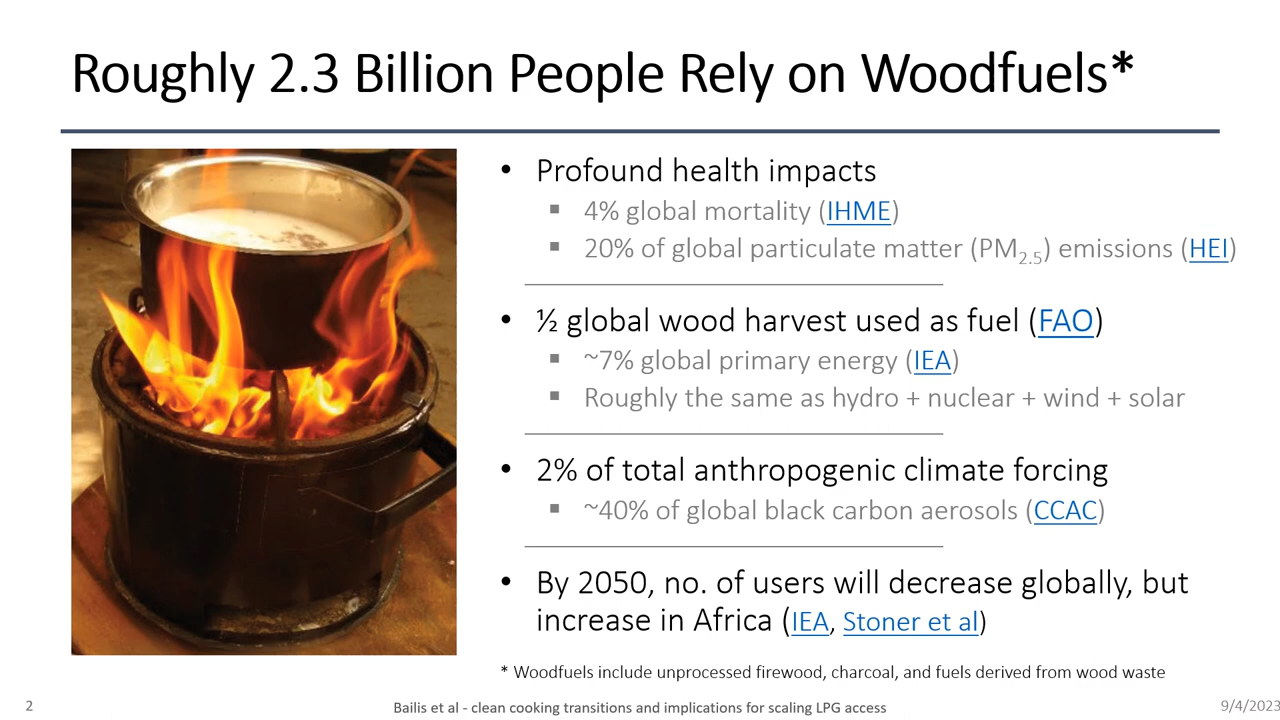 Roughly 2.3 Billion People Rely on Woodfuels*
• Profound health impacts
▪ 4% global mortality (IHME)
▪ 20% of global particulate matter (PM2.5) emissions (HEI)
• ½ global wood harvest used as fuel (FAO)
▪ ~7% global primary energy (IEA)
▪ Roughly the same as hydro + nuclear + wind + solar
• 2% of total anthropogenic climate forcing
▪ ~40% of global black carbon aerosols (CCAC)
• By 2050, no. of users will decrease globally, but
increase in Africa (IEA, Stoner et al)
* Woodfuels include unprocessed firewood, charcoal, and fuels derived from wood waste
2
Bailis et al - clean cooking transitions and implications for scaling LPG access
9/4/2023